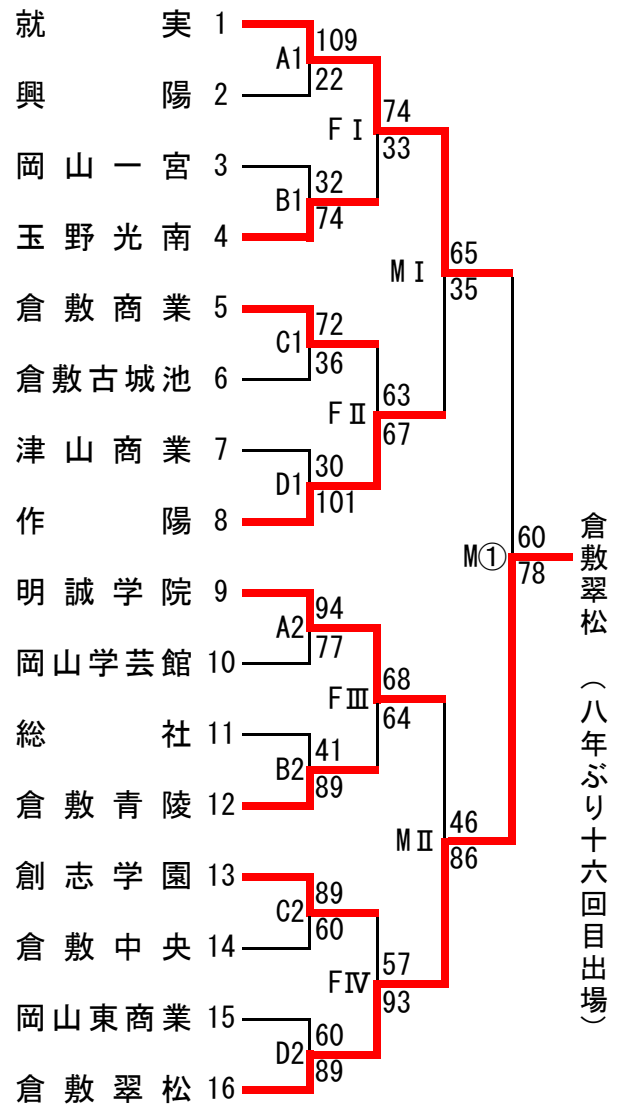 就実 1
109
A1
22
興陽 2
74
FⅠ
33
岡山一宮 3
32
B1
74
玉野光南 4
65
MⅠ
35
倉敷商業 5
72
C1
36
倉敷古城池 6
63
FⅡ
67
津山商業 7
30
D1
101
作陽 8
60
M①
78
倉敷翠松 (八年ぶり十六回目出場)
明誠学院 9
94
A2
77
岡山学芸館 10
68
FⅢ
64
総社 11
41
B2
89
倉敷青陵 12
46
MⅡ
86
創志学園 13
89
C2
60
倉敷中央 14
57
FⅣ
93
岡山東商業 15
60
D2
89
倉敷翠松 16